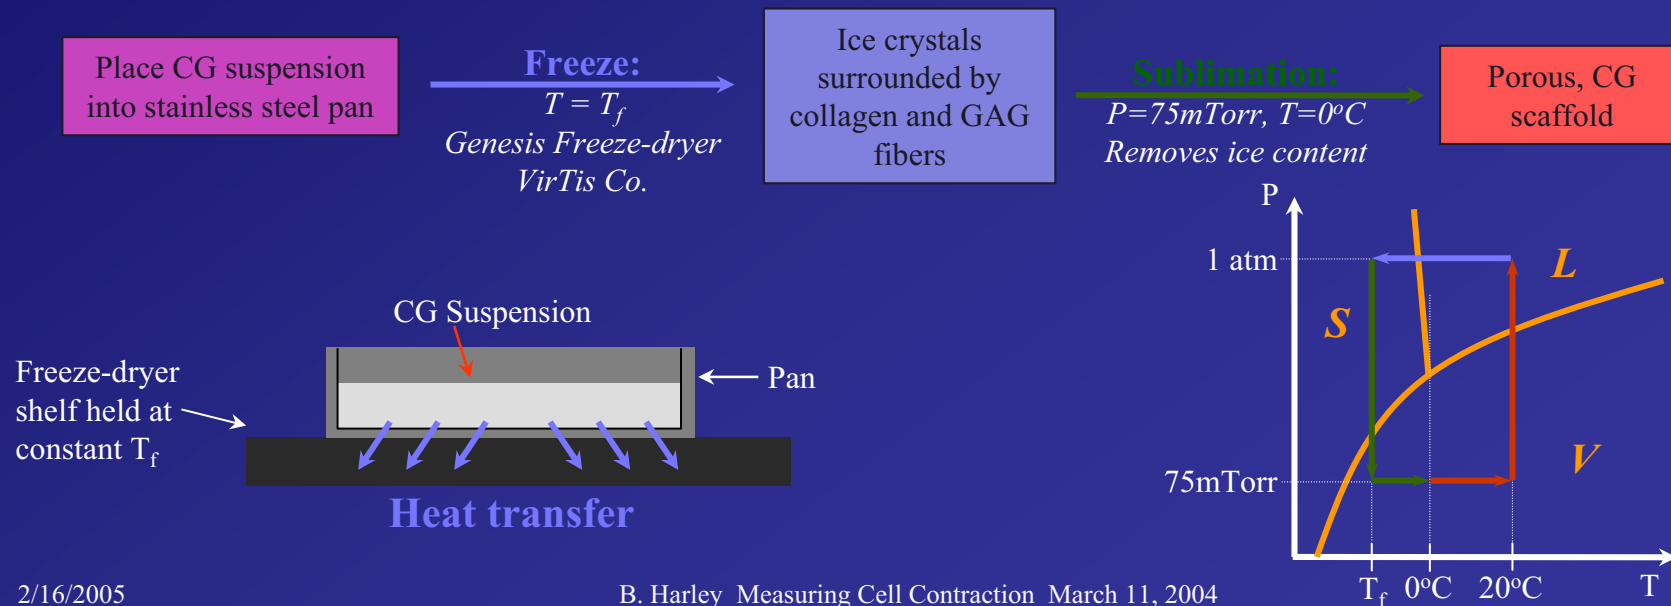 Place CG suspension
into stainless steel pan
Freeze:
T = Tf
Genesis Freeze-dryer
VirTis Co.
Ice crystals
surrounded by
collagen and GAG
fibers
Sublimation:
P=75mTorr, T=0°C
Removes ice content
Porous, CG
scaffold
CG Suspension
Freeze-dryer
shelf held at
constant Tf
Pan
Heat transfer
P
1 atm
L
S
V
75mTorr
Tf 0°C 20°C T
2/16/2005
B. Harley Measuring Cell Contraction March 11, 2004